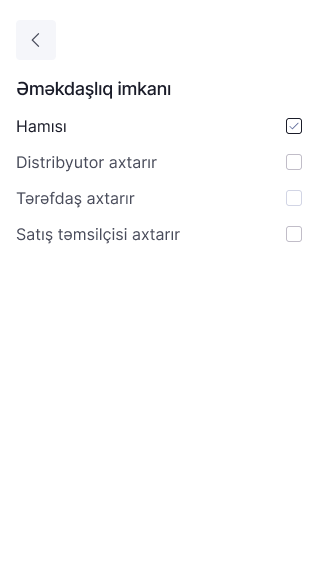 Əməkdaşlıq imkanı
Hamısı
Distribyutor axtarır
Tərəfdaş axtarır
Satış təmsilçisi axtarır